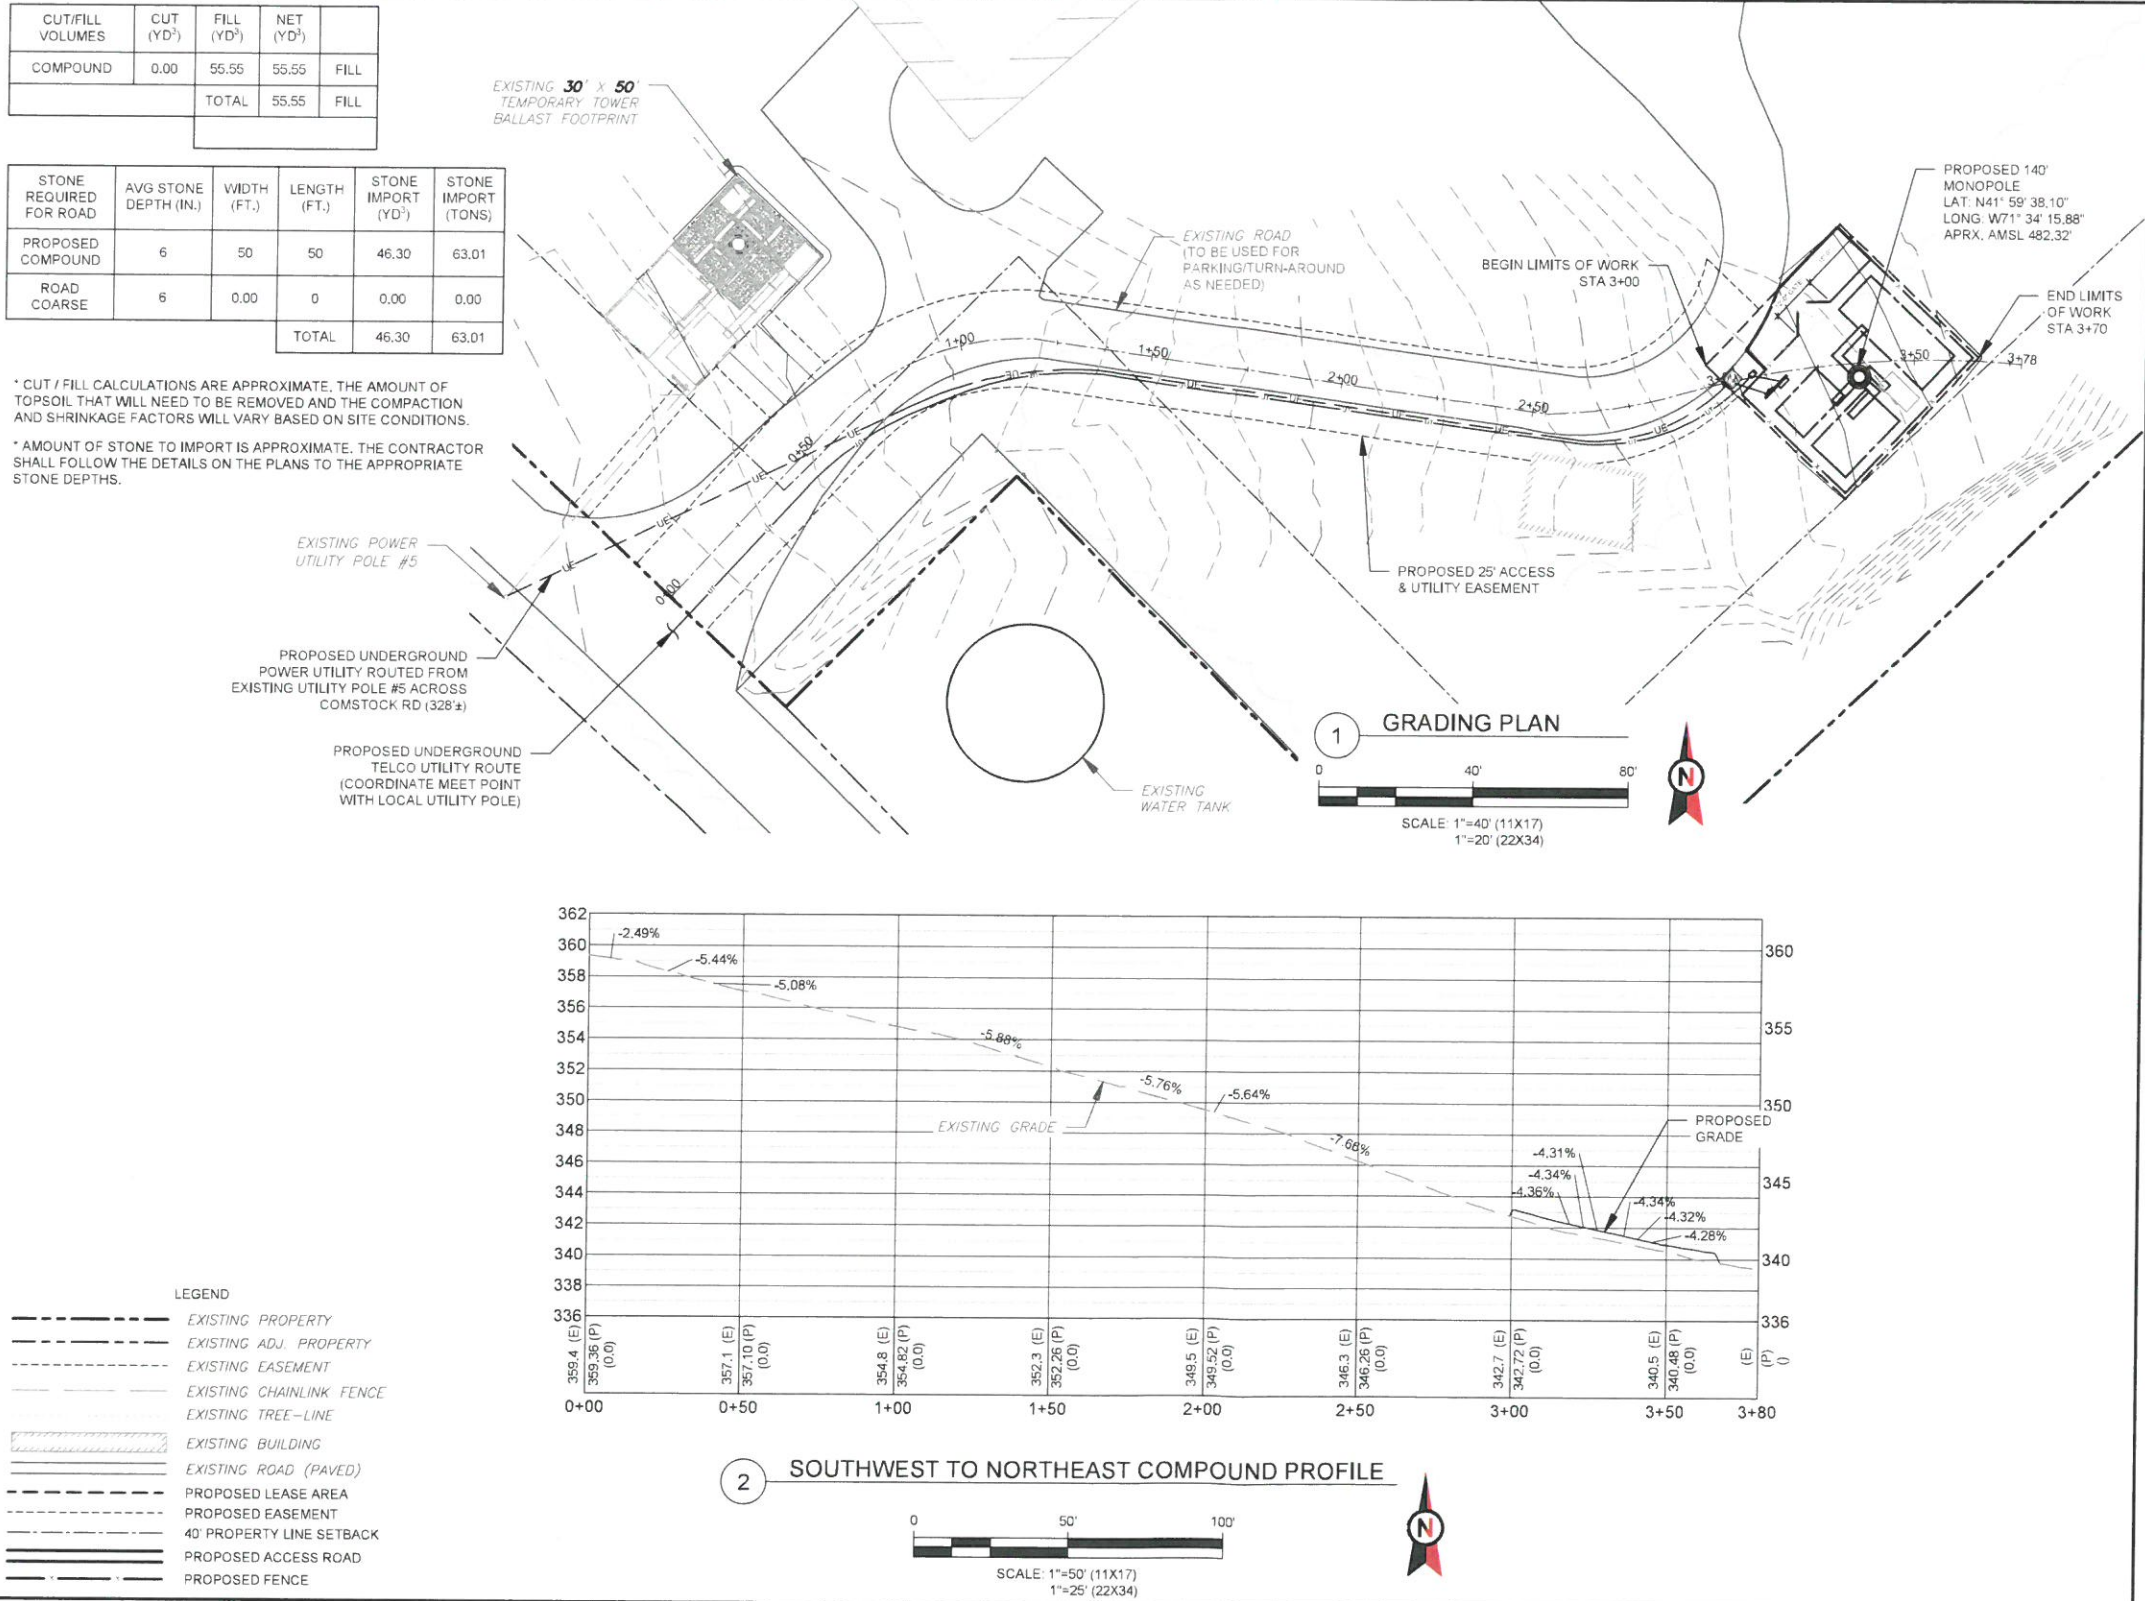 CUT/FILL VOLUMES
CUT (YD³)
FILL (YD³)
NET (YD³)
COMPOUND 0.00 55.55 55.55 FILL
TOTAL 55.55 FILL
STONE REQUIRED FOR ROAD
AVG STONE DEPTH (IN.)
WIDTH (FT.)
LENGTH (FT.)
STONE IMPORT (YD³)
STONE IMPORT (TONS)
PROPOSED COMPOUND 6 50 50 46.30 63.01
ROAD COARSE 6 0.00 0 0.00 0.00
TOTAL 46.30 63.01
* CUT / FILL CALCULATIONS ARE APPROXIMATE, THE AMOUNT OF
TOPSOIL THAT WILL NEED TO BE REMOVED AND THE COMPACTION
AND SHRINKAGE FACTORS WILL VARY BASED ON SITE CONDITIONS.
* AMOUNT OF STONE TO IMPORT IS APPROXIMATE. THE CONTRACTOR
SHALL FOLLOW THE DETAILS ON THE PLANS TO THE APPROPRIATE
STONE DEPTHS.
EXISTING 30' X 50'
TEMPORARY TOWER
BALLAST FOOTPRINT
EXISTING ROAD
(TO BE USED FOR
PARKING/TURN-AROUND
AS NEEDED)
BEGIN LIMITS OF WORK
STA 3+00
PROPOSED 140'
MONOPOLE
LAT: N41° 59' 38.10"
LONG: W71° 34' 15.88"
APRX. AMSL 482.32'
END LIMITS
OF WORK
STA 3+70
0+00
0+50
1+00
1+50
2+00
2+50
3+50
3+78
UE
UE
UE
UE
UE
UE
UE
UE
UE
EXISTING POWER
UTILITY POLE #5
PROPOSED UNDERGROUND
POWER UTILITY ROUTED FROM
EXISTING UTILITY POLE #5 ACROSS
COMSTOCK RD (328'±)
PROPOSED UNDERGROUND
TELCO UTILITY ROUTE
(COORDINATE MEET POINT
WITH LOCAL UTILITY POLE)
PROPOSED 25' ACCESS
& UTILITY EASEMENT
EXISTING
WATER TANK
1 GRADING PLAN
0 40' 80'
SCALE: 1"=40' (11X17)
1"=20' (22X34)
N
362
360
358
356
354
352
350
348
346
344
342
340
338
336
-2.49%
-5.44%
-5.08%
-5.88%
-5.76%
-5.64%
-7.68%
-4.31%
-4.34%
-4.36%
-4.34%
-4.32%
-4.28%
EXISTING GRADE
PROPOSED
GRADE
360
355
350
345
340
336
359.4 (E)
359.36 (P)
(0.0)
357.1 (E)
357.10 (P)
(0.0)
354.8 (E)
354.82 (P)
(0.0)
352.3 (E)
352.26 (P)
(0.0)
349.5 (E)
349.52 (P)
(0.0)
346.3 (E)
346.26 (P)
(0.0)
342.7 (E)
342.72 (P)
(0.0)
340.5 (E)
340.48 (P)
(0.0)
(E)
(P)
()
0+00 0+50 1+00 1+50 2+00 2+50 3+00 3+50 3+80
2 SOUTHWEST TO NORTHEAST COMPOUND PROFILE
0 50' 100'
SCALE: 1"=50' (11X17)
1"=25' (22X34)
N
LEGEND
EXISTING PROPERTY
EXISTING ADJ. PROPERTY
EXISTING EASEMENT
EXISTING CHAINLINK FENCE
EXISTING TREE-LINE
EXISTING BUILDING
EXISTING ROAD (PAVED)
PROPOSED LEASE AREA
PROPOSED EASEMENT
40' PROPERTY LINE SETBACK
PROPOSED ACCESS ROAD
PROPOSED FENCE